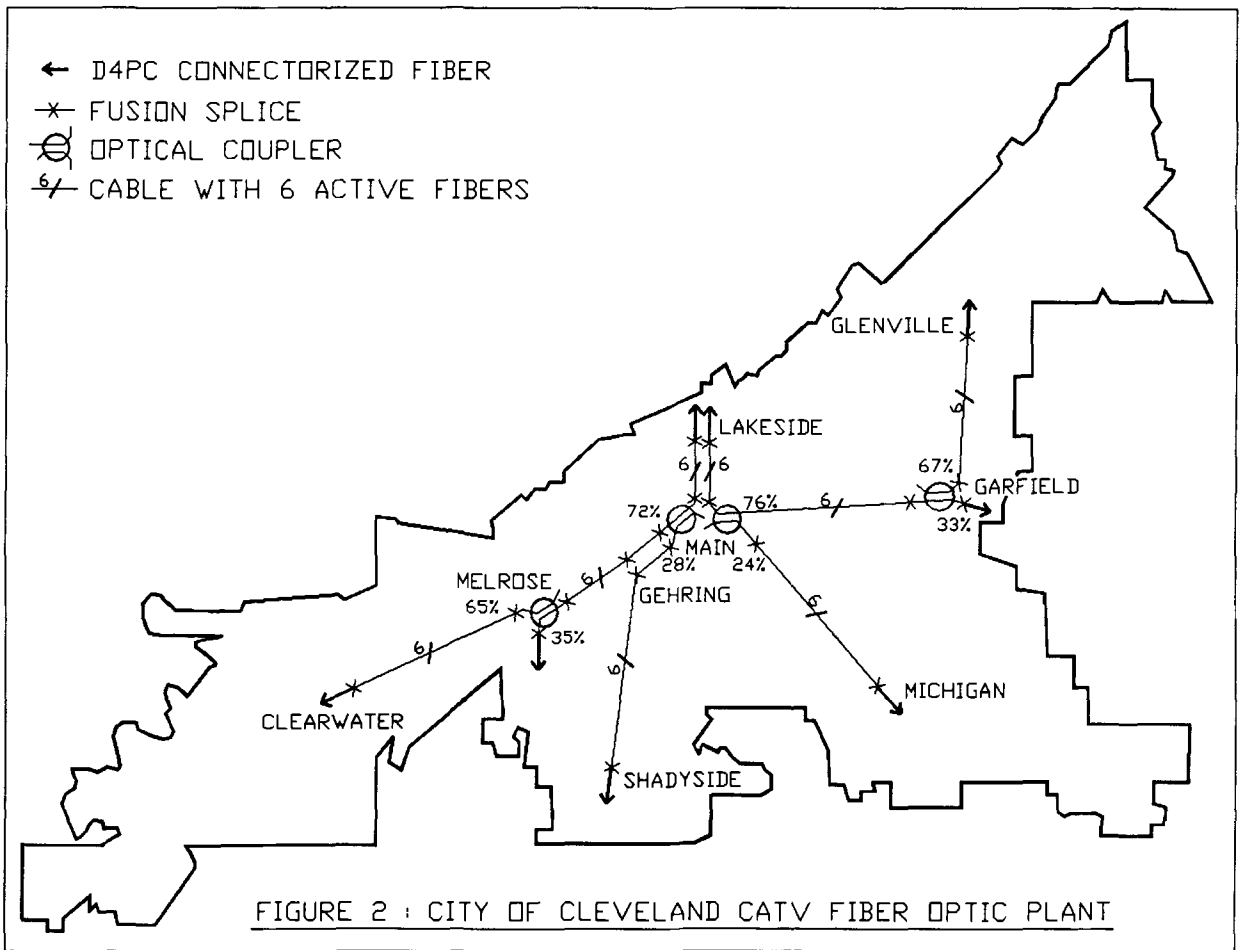 D4PC CONNECTORIZED FIBER
FUSION SPLICE
OPTICAL COUPLER
6 CABLE WITH 6 ACTIVE FIBERS
GLENVILLE
6
LAKESIDE
6 6
67%
GARFIELD
33%
6
76%
72%
MAIN
28% 24%
GEHRING
6
MELROSE
65%
35%
6
6
6
CLEARWATER
MICHIGAN
SHADYSIDE
FIGURE 2 : CITY OF CLEVELAND CATV FIBER OPTIC PLANT